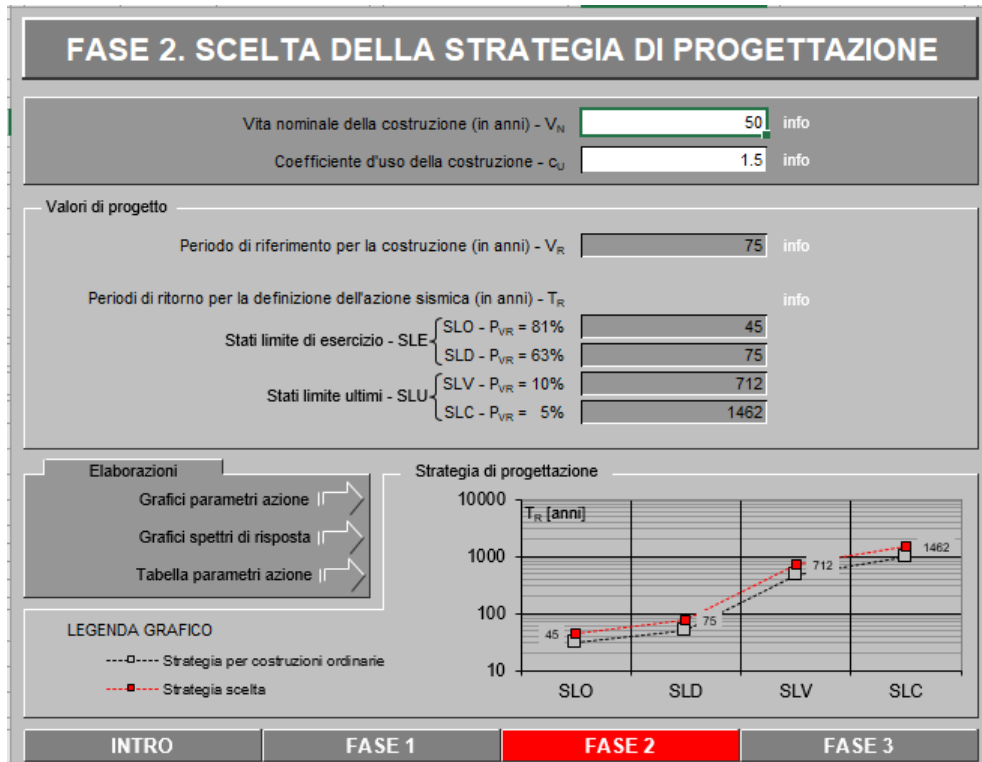 FASE 2. SCELTA DELLA STRATEGIA DI PROGETTAZIONE
Vita nominale della costruzione (in anni) - VN 50 info
Coefficiente d'uso della costruzione - cU 1.5 info
Valori di progetto
Periodo di riferimento per la costruzione (in anni) - VR 75 info
Periodi di ritorno per la definizione dell'azione sismica (in anni) - TR info
Stati limite di esercizio - SLE
SLO - PVR = 81% 45
SLD - PVR = 63% 75
Stati limite ultimi - SLU
SLV - PVR = 10% 712
SLC - PVR = 5% 1462
Elaborazioni
Grafici parametri azione
Grafici spettri di risposta
Tabella parametri azione
LEGENDA GRAFICO
Strategia per costruzioni ordinarie
Strategia scelta
Strategia di progettazione
TR [anni]
10000
1000
100
10
45
75
712
1462
SLO SLD SLV SLC
INTRO FASE 1 FASE 2 FASE 3